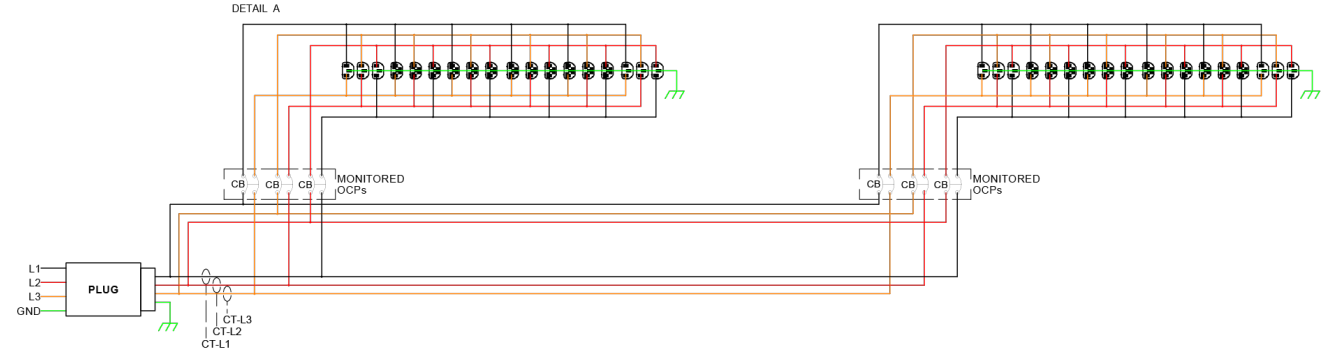 DETAIL A
CB CB CB MONITORED
OCPs
CB CB CB MONITORED
OCPs
L1
L2
L3
GND
PLUG
CT-L3
CT-L2
CT-L1